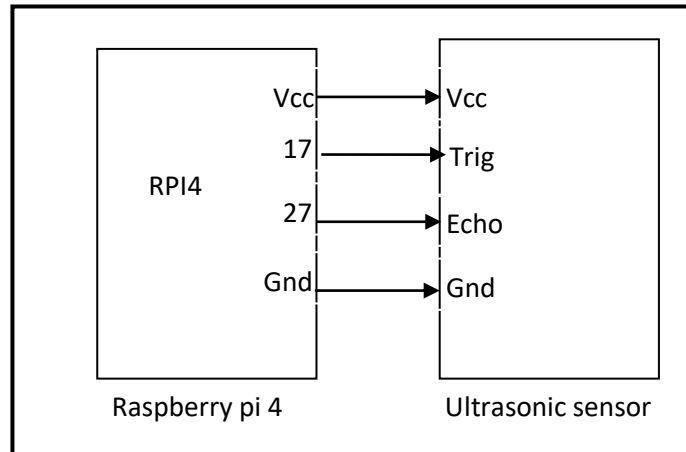 Vcc Vcc
17 Trig
RPI4
27 Echo
Gnd Gnd
Raspberry pi 4 Ultrasonic sensor